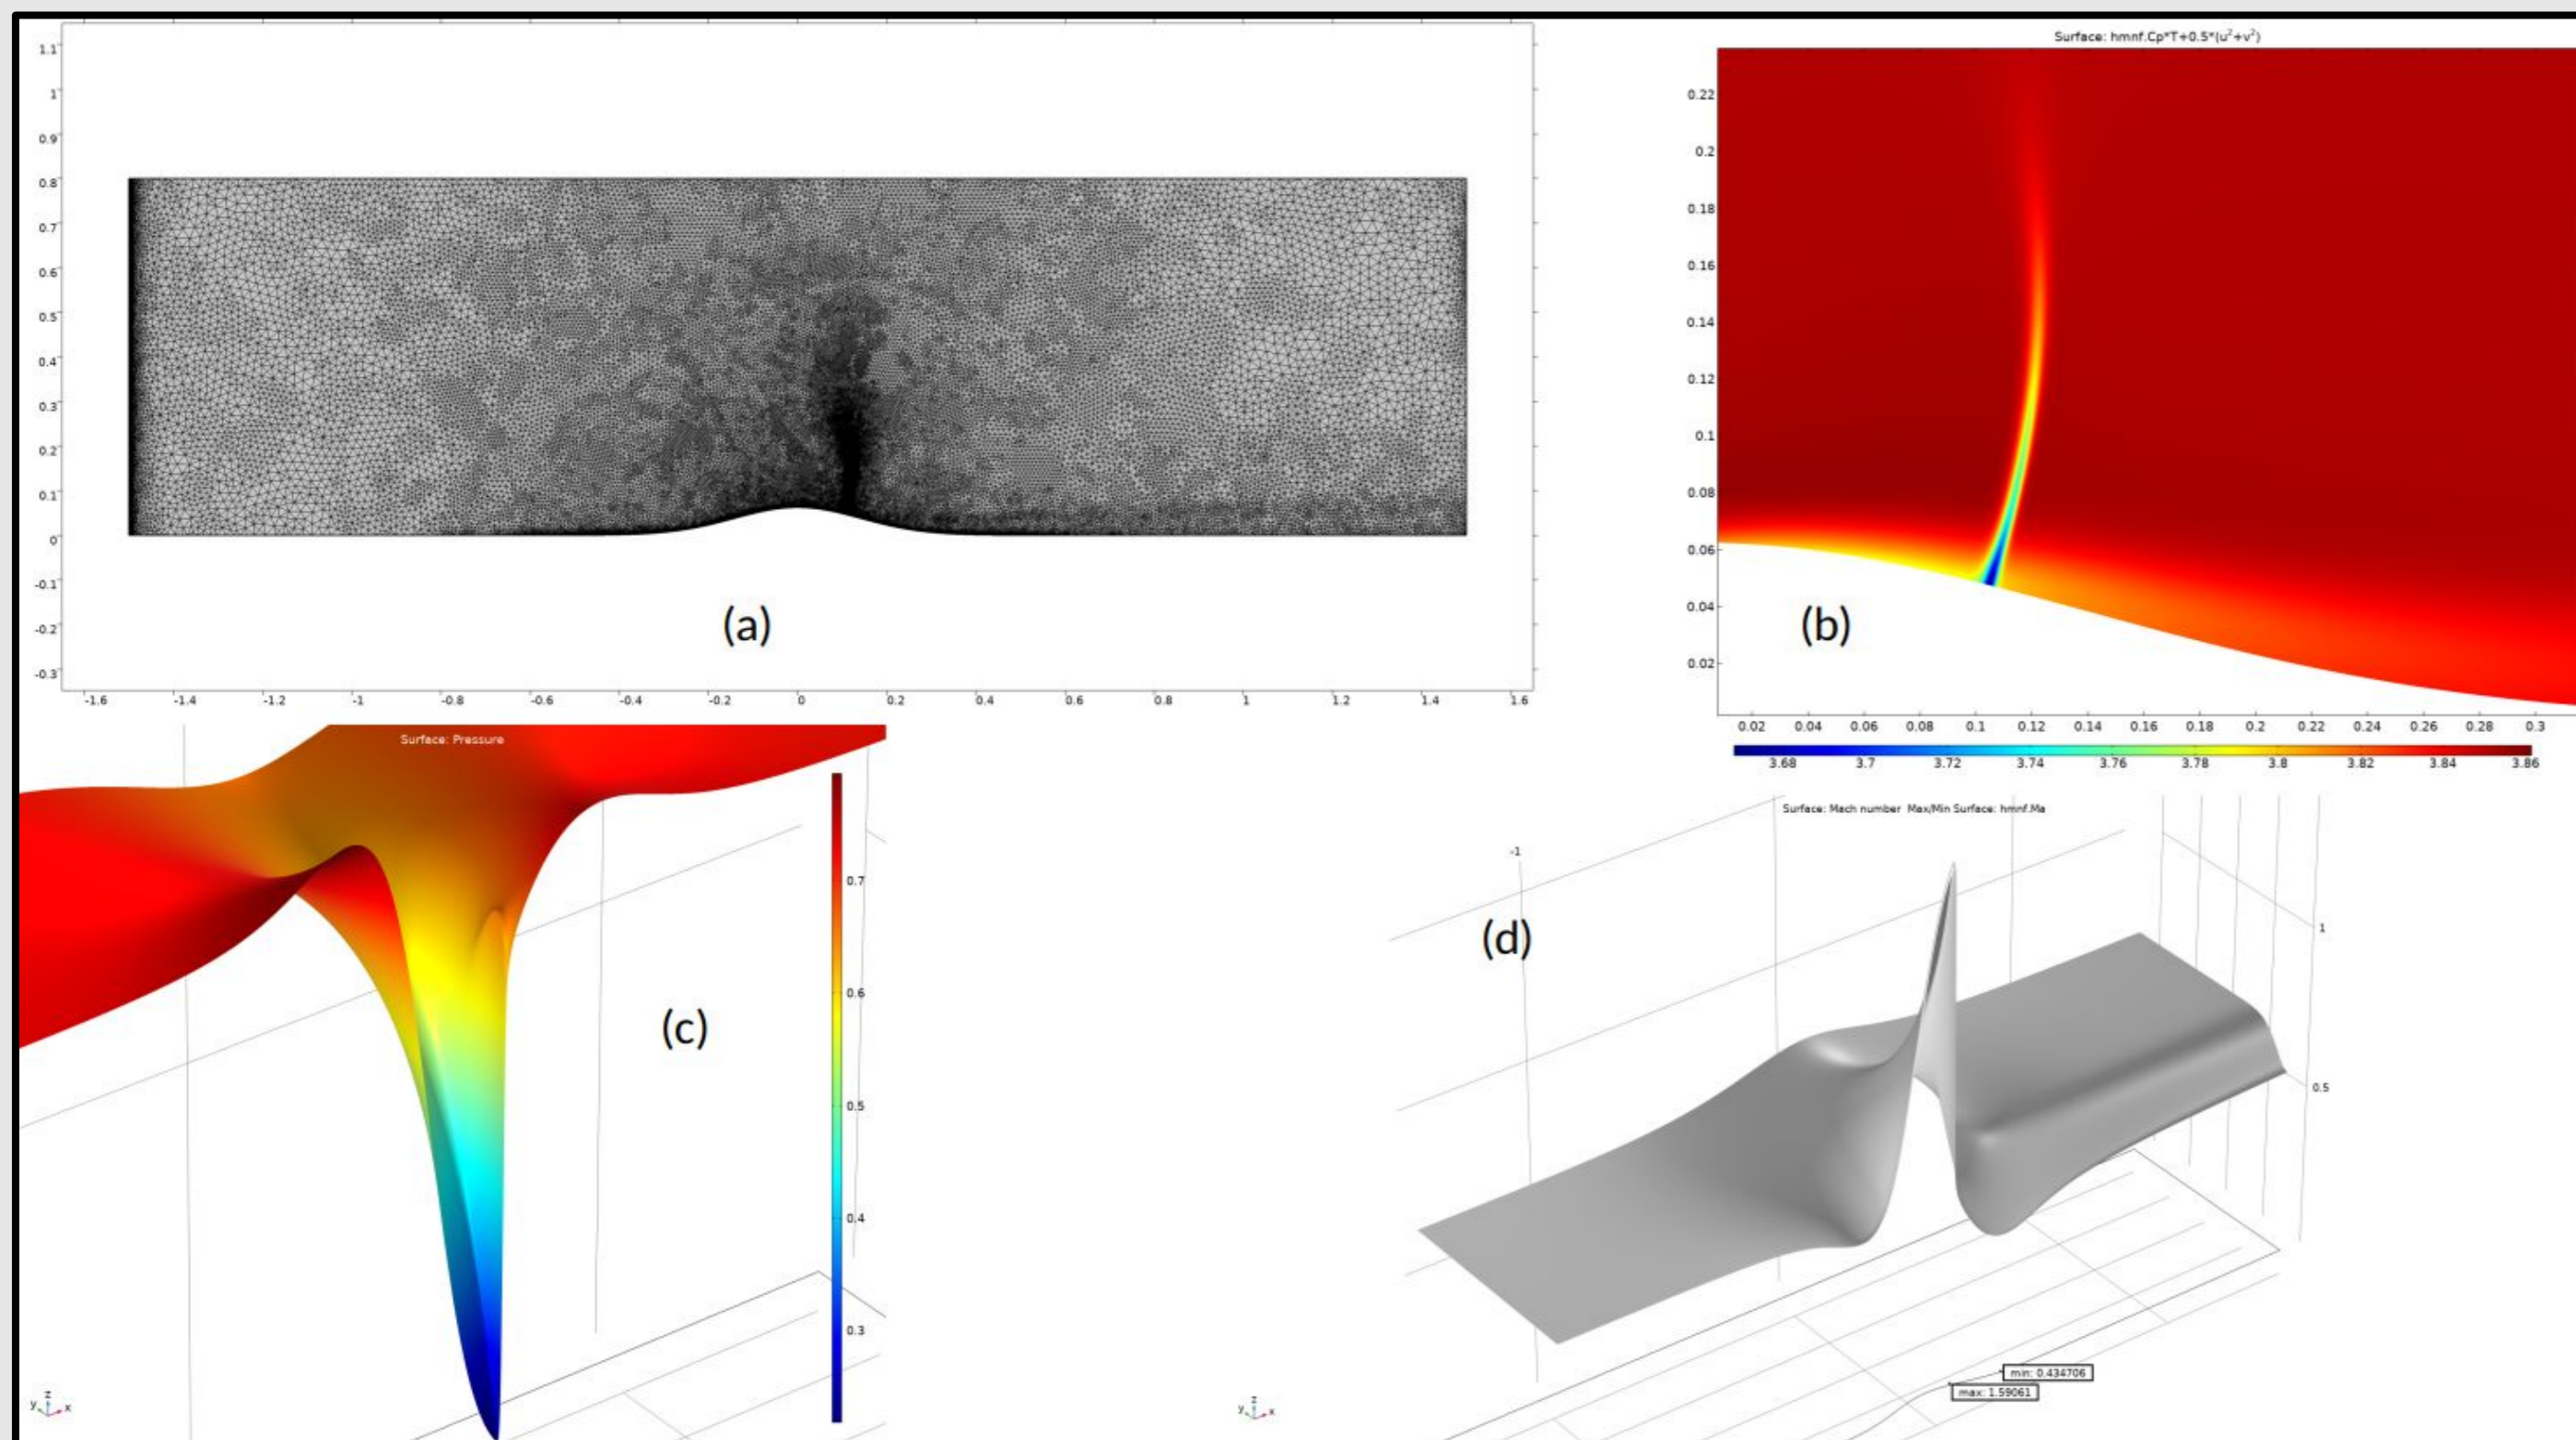 1.1
1
0.9
0.8
0.7
0.6
0.5
0.4
0.3
0.2
0.1
0
-0.1
-0.2
-0.3
-1.6 -1.4 -1.2 -1 -0.8 -0.6 -0.4 -0.2 0 0.2 0.4 0.6 0.8 1 1.2 1.4 1.6
(a)
Surface: hmnf.Cp*T+0.5*(u²+v²)
0.22
0.2
0.18
0.16
0.14
0.12
0.1
0.08
0.06
0.04
0.02
(b)
0.02 0.04 0.06 0.08 0.1 0.12 0.14 0.16 0.18 0.2 0.22 0.24 0.26 0.28 0.3
3.68 3.7 3.72 3.74 3.76 3.78 3.8 3.82 3.84 3.86
Surface: Pressure
0.7
0.6
0.5
0.4
0.3
(c)
z
y x
Surface: Mach number Max/Min Surface: hmnf.Ma
-1
(d)
1
0.5
min: 0.434706
max: 1.59061
z
y x